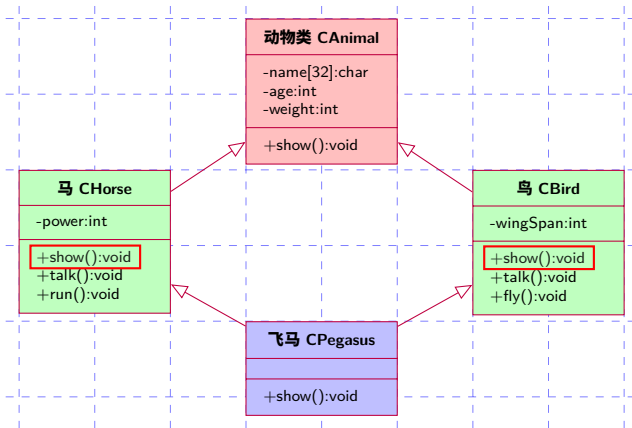 动物类 CAnimal
-name[32]:char
-age:int
-weight:int
+show():void
马 CHorse
-power:int
+show():void
+talk():void
+run():void
鸟 CBird
-wingSpan:int
+show():void
+talk():void
+fly():void
飞马 CPegasus
+show():void